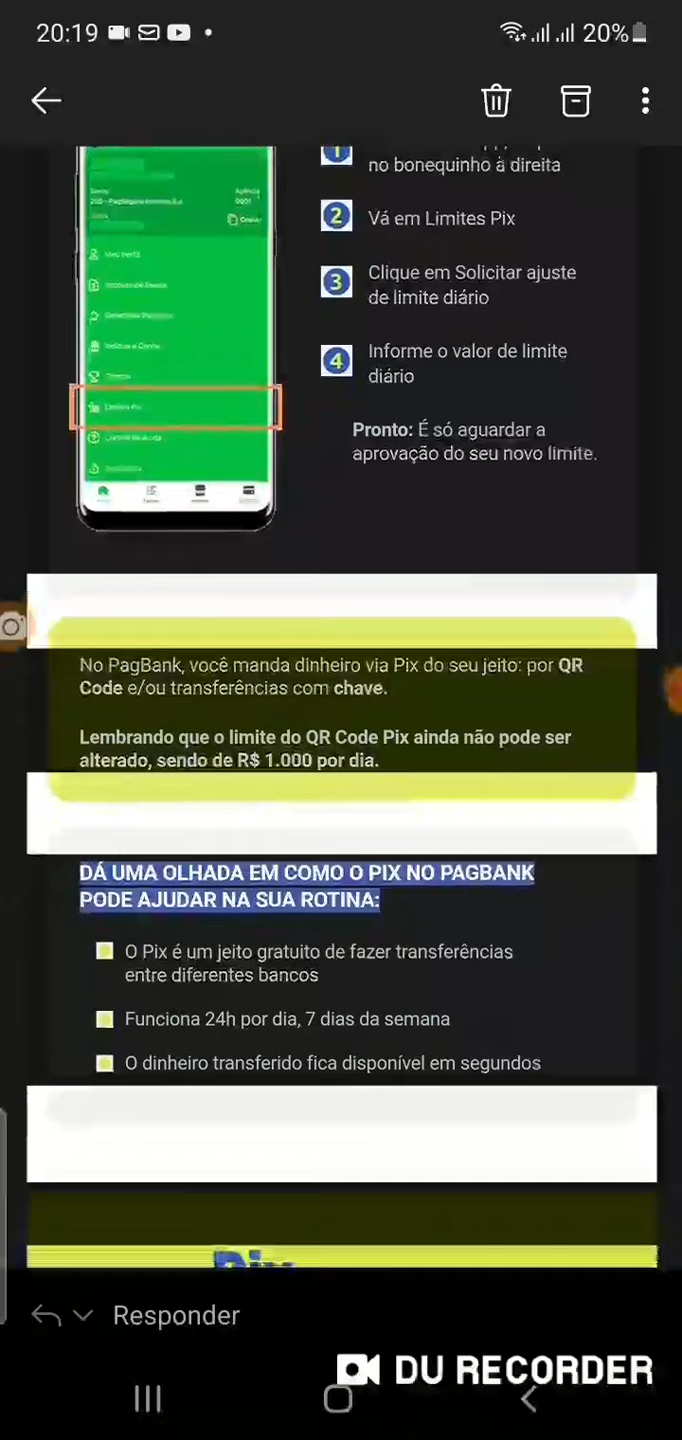 20:19
20%
no bonequinho à direita
2
Vá em Limites Pix
3
Clique em Solicitar ajuste
de limite diário
4
Informe o valor de limite
diário
Pronto: É só aguardar a
aprovação do seu novo limite.
Meu Perfil
Limites Pix
No PagBank, você manda dinheiro via Pix do seu jeito: por QR
Code e/ou transferências com chave.
Lembrando que o limite do QR Code Pix ainda não pode ser
alterado, sendo de R$ 1.000 por dia.
DÁ UMA OLHADA EM COMO O PIX NO PAGBANK
PODE AJUDAR NA SUA ROTINA:
O Pix é um jeito gratuito de fazer transferências
entre diferentes bancos
Funciona 24h por dia, 7 dias da semana
O dinheiro transferido fica disponível em segundos
Pix
Responder
DU RECORDER